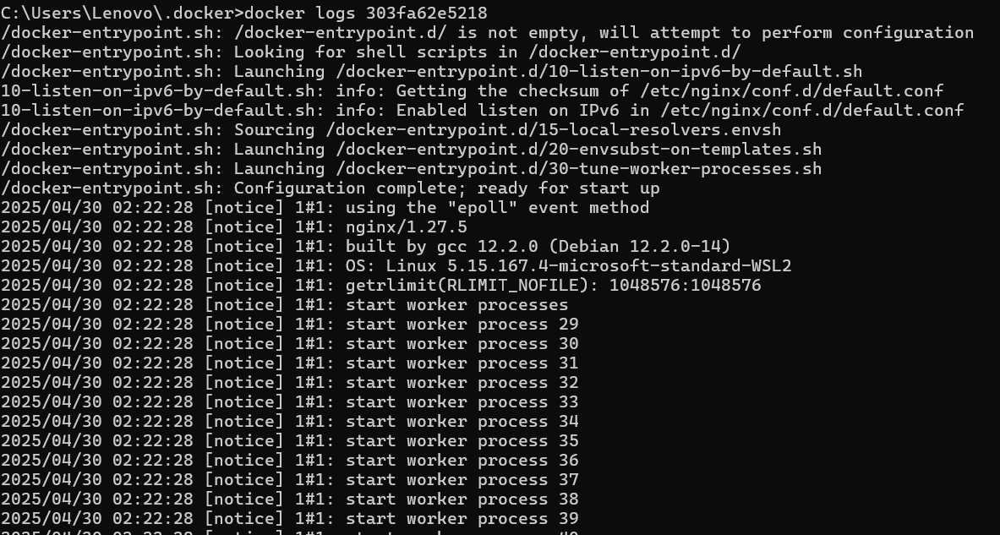 C:\Users\Lenovo\.docker>docker logs 303fa62e5218
/docker-entrypoint.sh: /docker-entrypoint.d/ is not empty, will attempt to perform configuration
/docker-entrypoint.sh: Looking for shell scripts in /docker-entrypoint.d/
/docker-entrypoint.sh: Launching /docker-entrypoint.d/10-listen-on-ipv6-by-default.sh
10-listen-on-ipv6-by-default.sh: info: Getting the checksum of /etc/nginx/conf.d/default.conf
10-listen-on-ipv6-by-default.sh: info: Enabled listen on IPv6 in /etc/nginx/conf.d/default.conf
/docker-entrypoint.sh: Sourcing /docker-entrypoint.d/15-local-resolvers.envsh
/docker-entrypoint.sh: Launching /docker-entrypoint.d/20-envsubst-on-templates.sh
/docker-entrypoint.sh: Launching /docker-entrypoint.d/30-tune-worker-processes.sh
/docker-entrypoint.sh: Configuration complete; ready for start up
2025/04/30 02:22:28 [notice] 1#1: using the "epoll" event method
2025/04/30 02:22:28 [notice] 1#1: nginx/1.27.5
2025/04/30 02:22:28 [notice] 1#1: built by gcc 12.2.0 (Debian 12.2.0-14)
2025/04/30 02:22:28 [notice] 1#1: OS: Linux 5.15.167.4-microsoft-standard-WSL2
2025/04/30 02:22:28 [notice] 1#1: getrlimit(RLIMIT_NOFILE): 1048576:1048576
2025/04/30 02:22:28 [notice] 1#1: start worker processes
2025/04/30 02:22:28 [notice] 1#1: start worker process 29
2025/04/30 02:22:28 [notice] 1#1: start worker process 30
2025/04/30 02:22:28 [notice] 1#1: start worker process 31
2025/04/30 02:22:28 [notice] 1#1: start worker process 32
2025/04/30 02:22:28 [notice] 1#1: start worker process 33
2025/04/30 02:22:28 [notice] 1#1: start worker process 34
2025/04/30 02:22:28 [notice] 1#1: start worker process 35
2025/04/30 02:22:28 [notice] 1#1: start worker process 36
2025/04/30 02:22:28 [notice] 1#1: start worker process 37
2025/04/30 02:22:28 [notice] 1#1: start worker process 38
2025/04/30 02:22:28 [notice] 1#1: start worker process 39